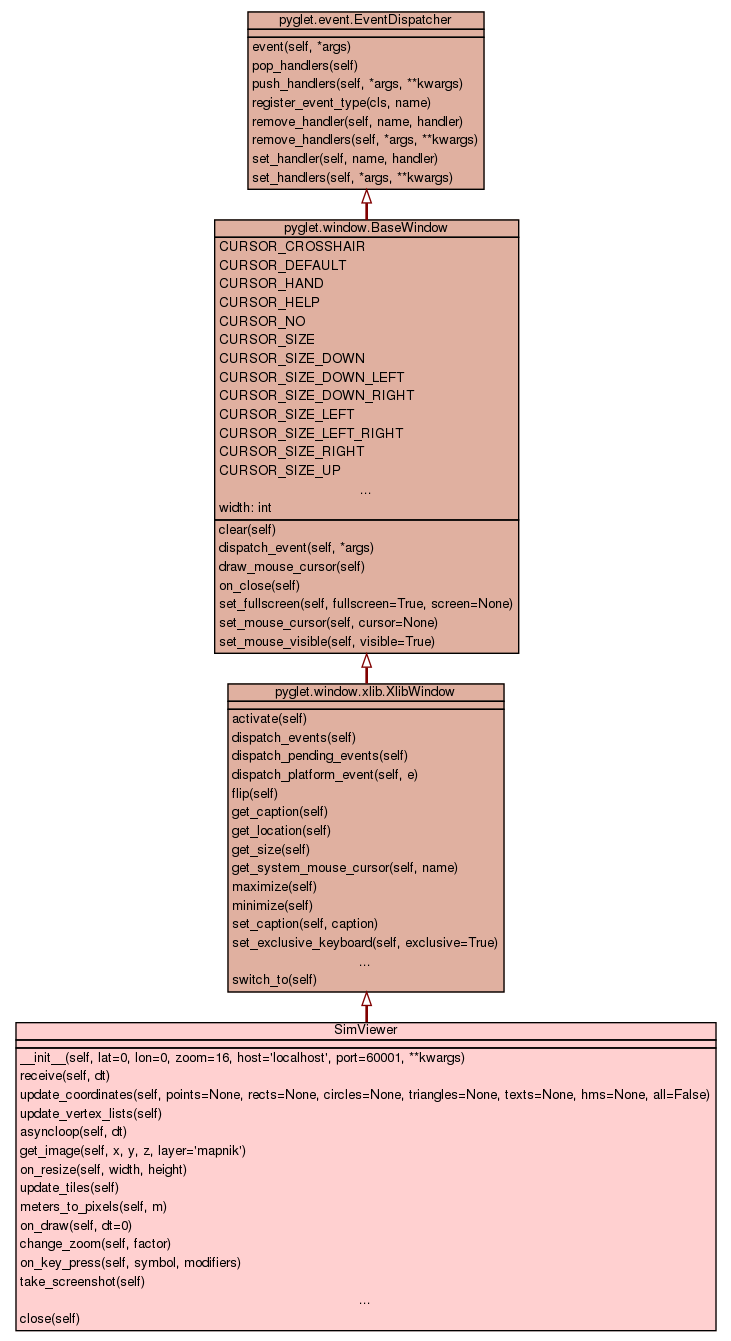 pyglet.event.EventDispatcher
event(self, *args)
pop_handlers(self)
push_handlers(self, *args, **kwargs)
register_event_type(cls, name)
remove_handler(self, name, handler)
remove_handlers(self, *args, **kwargs)
set_handler(self, name, handler)
set_handlers(self, *args, **kwargs)
pyglet.window.BaseWindow
CURSOR_CROSSHAIR
CURSOR_DEFAULT
CURSOR_HAND
CURSOR_HELP
CURSOR_NO
CURSOR_SIZE
CURSOR_SIZE_DOWN
CURSOR_SIZE_DOWN_LEFT
CURSOR_SIZE_DOWN_RIGHT
CURSOR_SIZE_LEFT
CURSOR_SIZE_LEFT_RIGHT
CURSOR_SIZE_RIGHT
CURSOR_SIZE_UP
...
width: int
clear(self)
dispatch_event(self, *args)
draw_mouse_cursor(self)
on_close(self)
set_fullscreen(self, fullscreen=True, screen=None)
set_mouse_cursor(self, cursor=None)
set_mouse_visible(self, visible=True)
pyglet.window.xlib.XlibWindow
activate(self)
dispatch_events(self)
dispatch_pending_events(self)
dispatch_platform_event(self, e)
flip(self)
get_caption(self)
get_location(self)
get_size(self)
get_system_mouse_cursor(self, name)
maximize(self)
minimize(self)
set_caption(self, caption)
set_exclusive_keyboard(self, exclusive=True)
...
switch_to(self)
SimViewer
__init__(self, lat=0, lon=0, zoom=16, host='localhost', port=60001, **kwargs)
receive(self, dt)
update_coordinates(self, points=None, rects=None, circles=None, triangles=None, texts=None, hms=None, all=False)
update_vertex_lists(self)
asyncloop(self, dt)
get_image(self, x, y, z, layer='mapnik')
on_resize(self, width, height)
update_tiles(self)
meters_to_pixels(self, m)
on_draw(self, dt=0)
change_zoom(self, factor)
on_key_press(self, symbol, modifiers)
take_screenshot(self)
...
close(self)